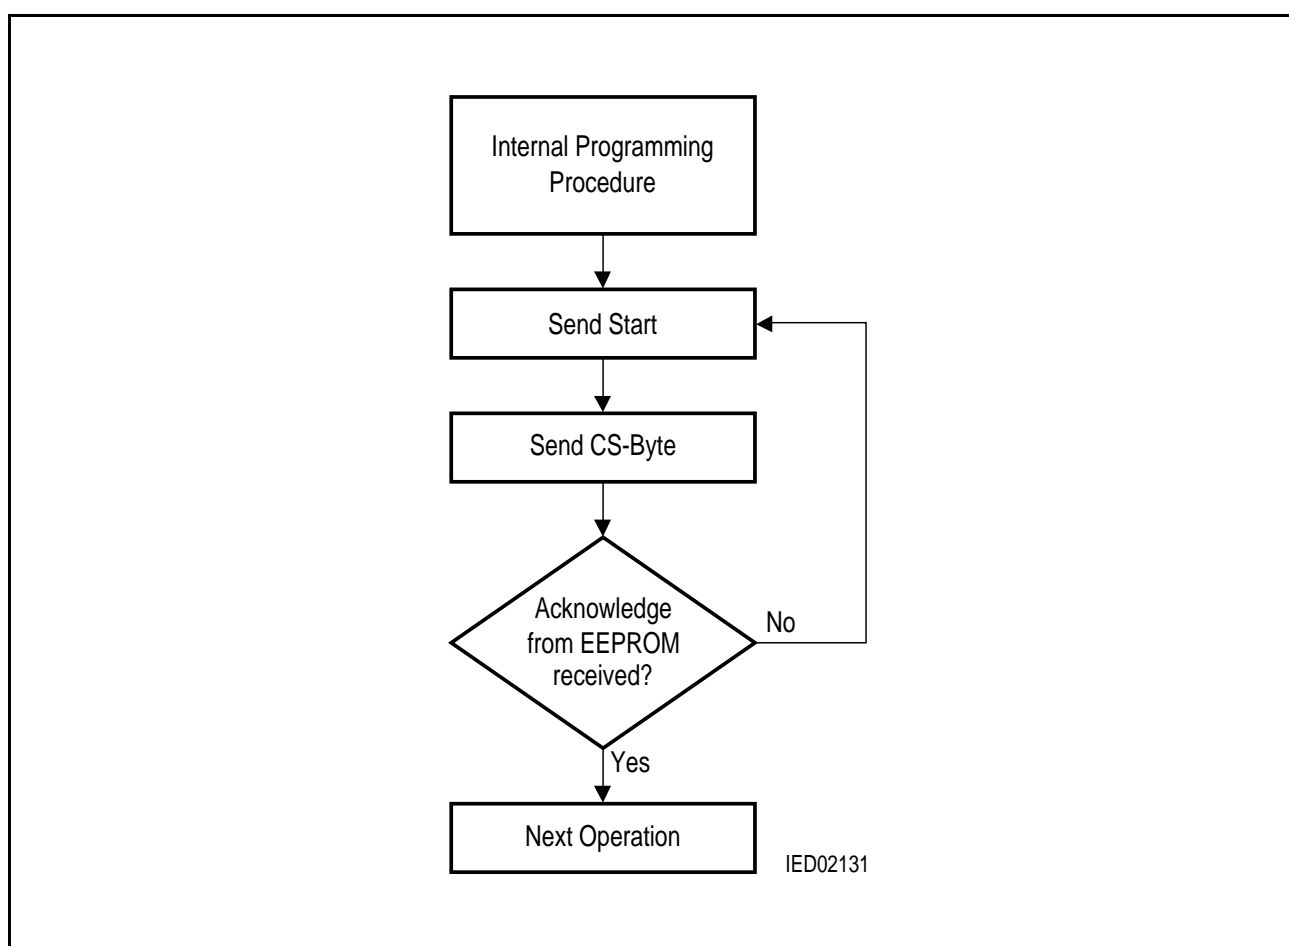 Internal Programming
Procedure
Send Start
Send CS-Byte
Acknowledge
from EEPROM
received?
No
Yes
Next Operation
IED02131